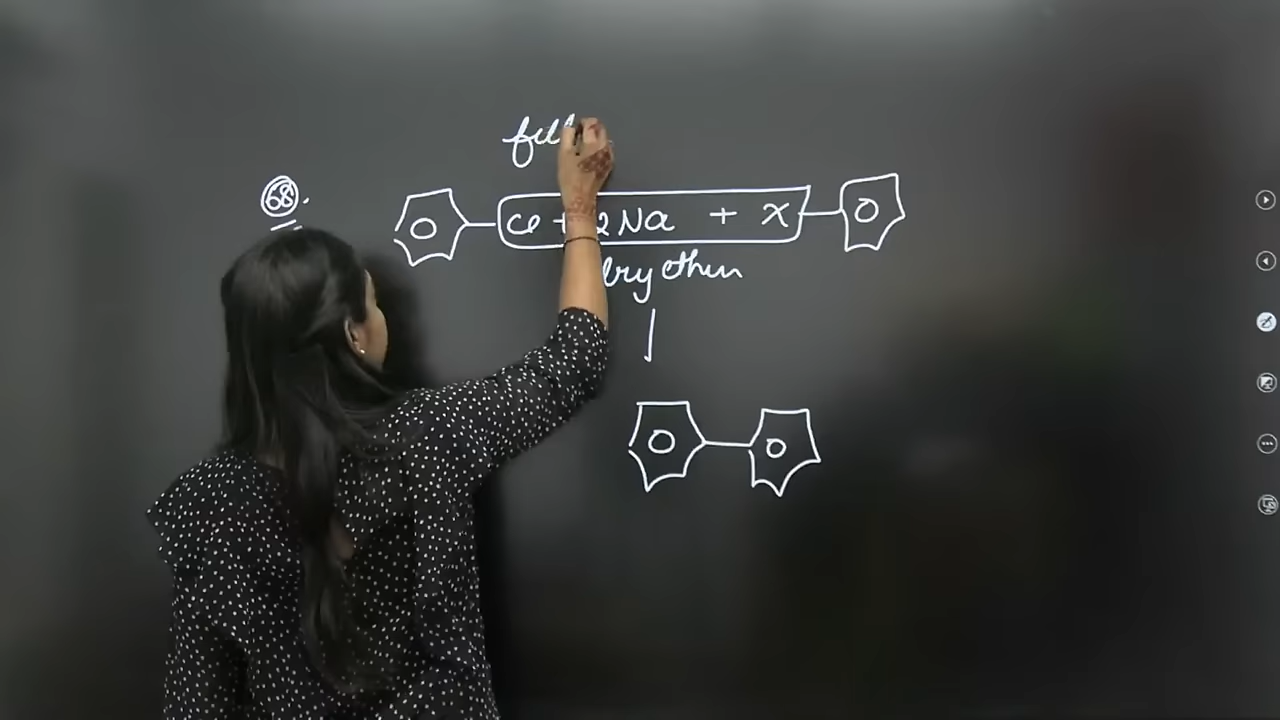 68.
Cl + 2Na + X
dry ether